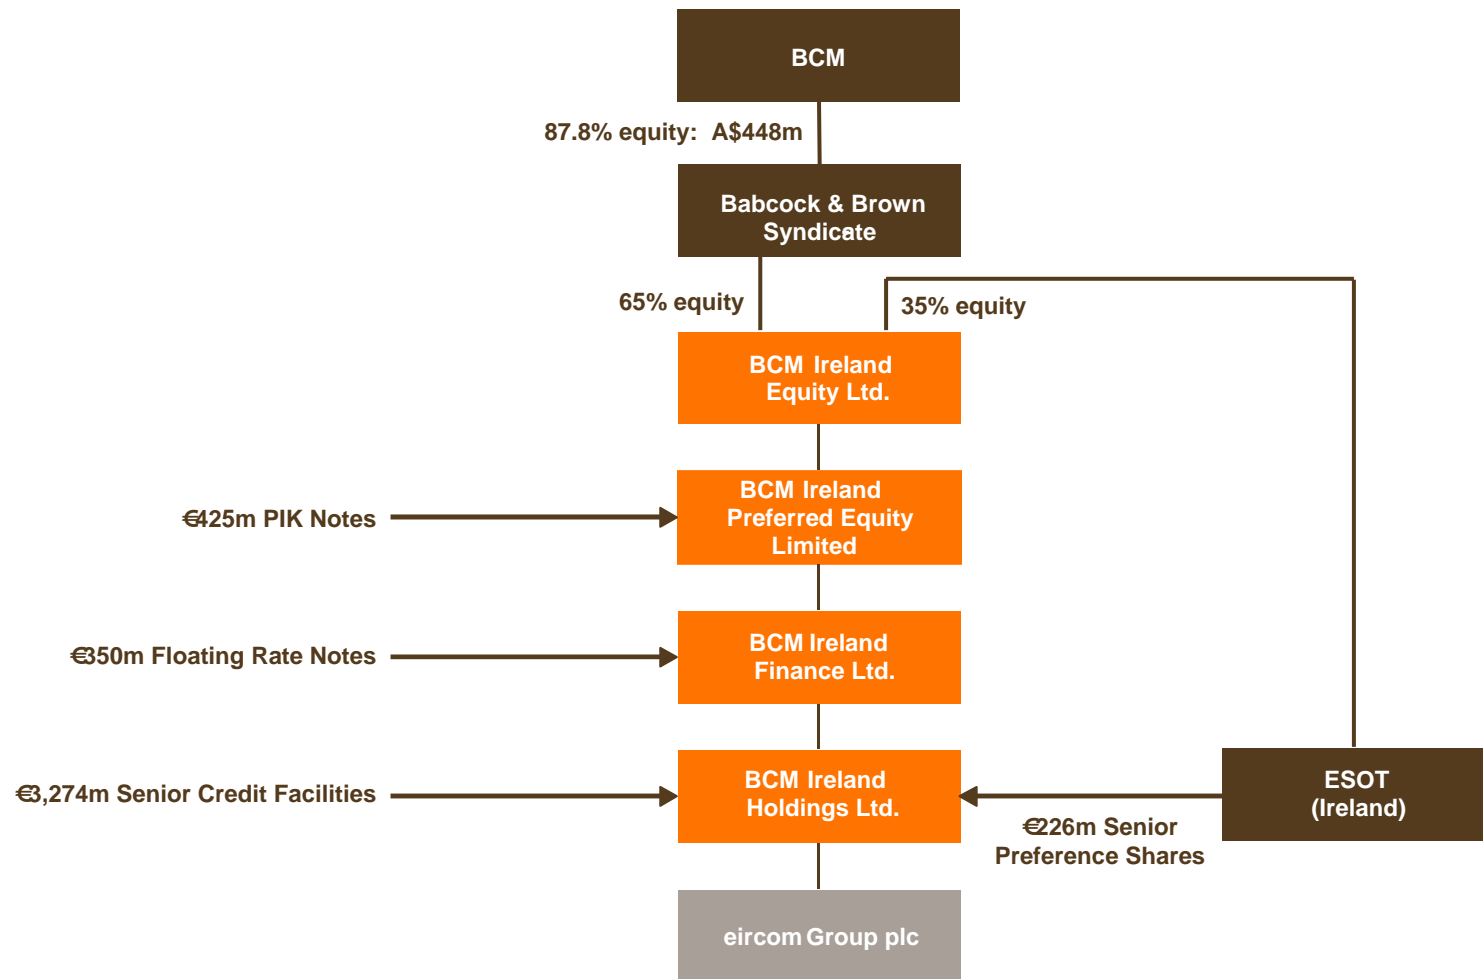 BCM
87.8% equity: A$448m
Babcock & Brown
Syndicate
65% equity
35% equity
BCM Ireland
Equity Ltd.
BCM Ireland
Preferred Equity
Limited
€425m PIK Notes
BCM Ireland
Finance Ltd.
€350m Floating Rate Notes
BCM Ireland
Holdings Ltd.
€3,274m Senior Credit Facilities
ESOT
(Ireland)
€226m Senior
Preference Shares
eircom Group plc